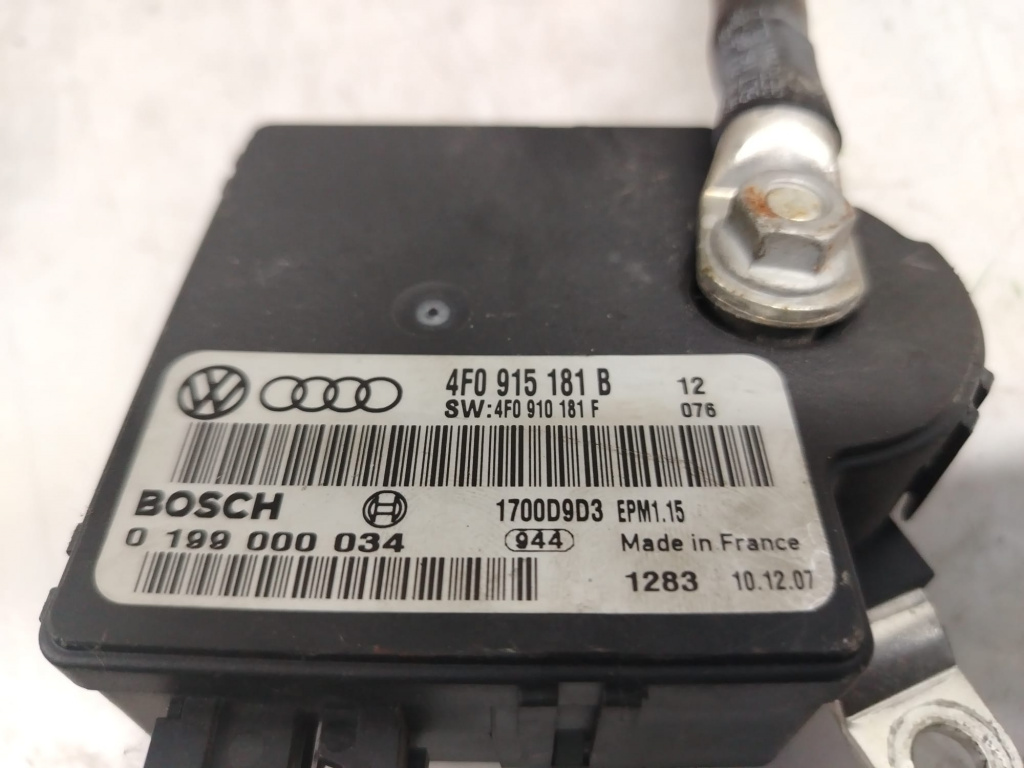 4F0 915 181 B 12
SW: 4F0 910 181 F 076
BOSCH 1700D9D3 EPM1.15
0 199 000 034 944 Made in France
1283 10.12.07